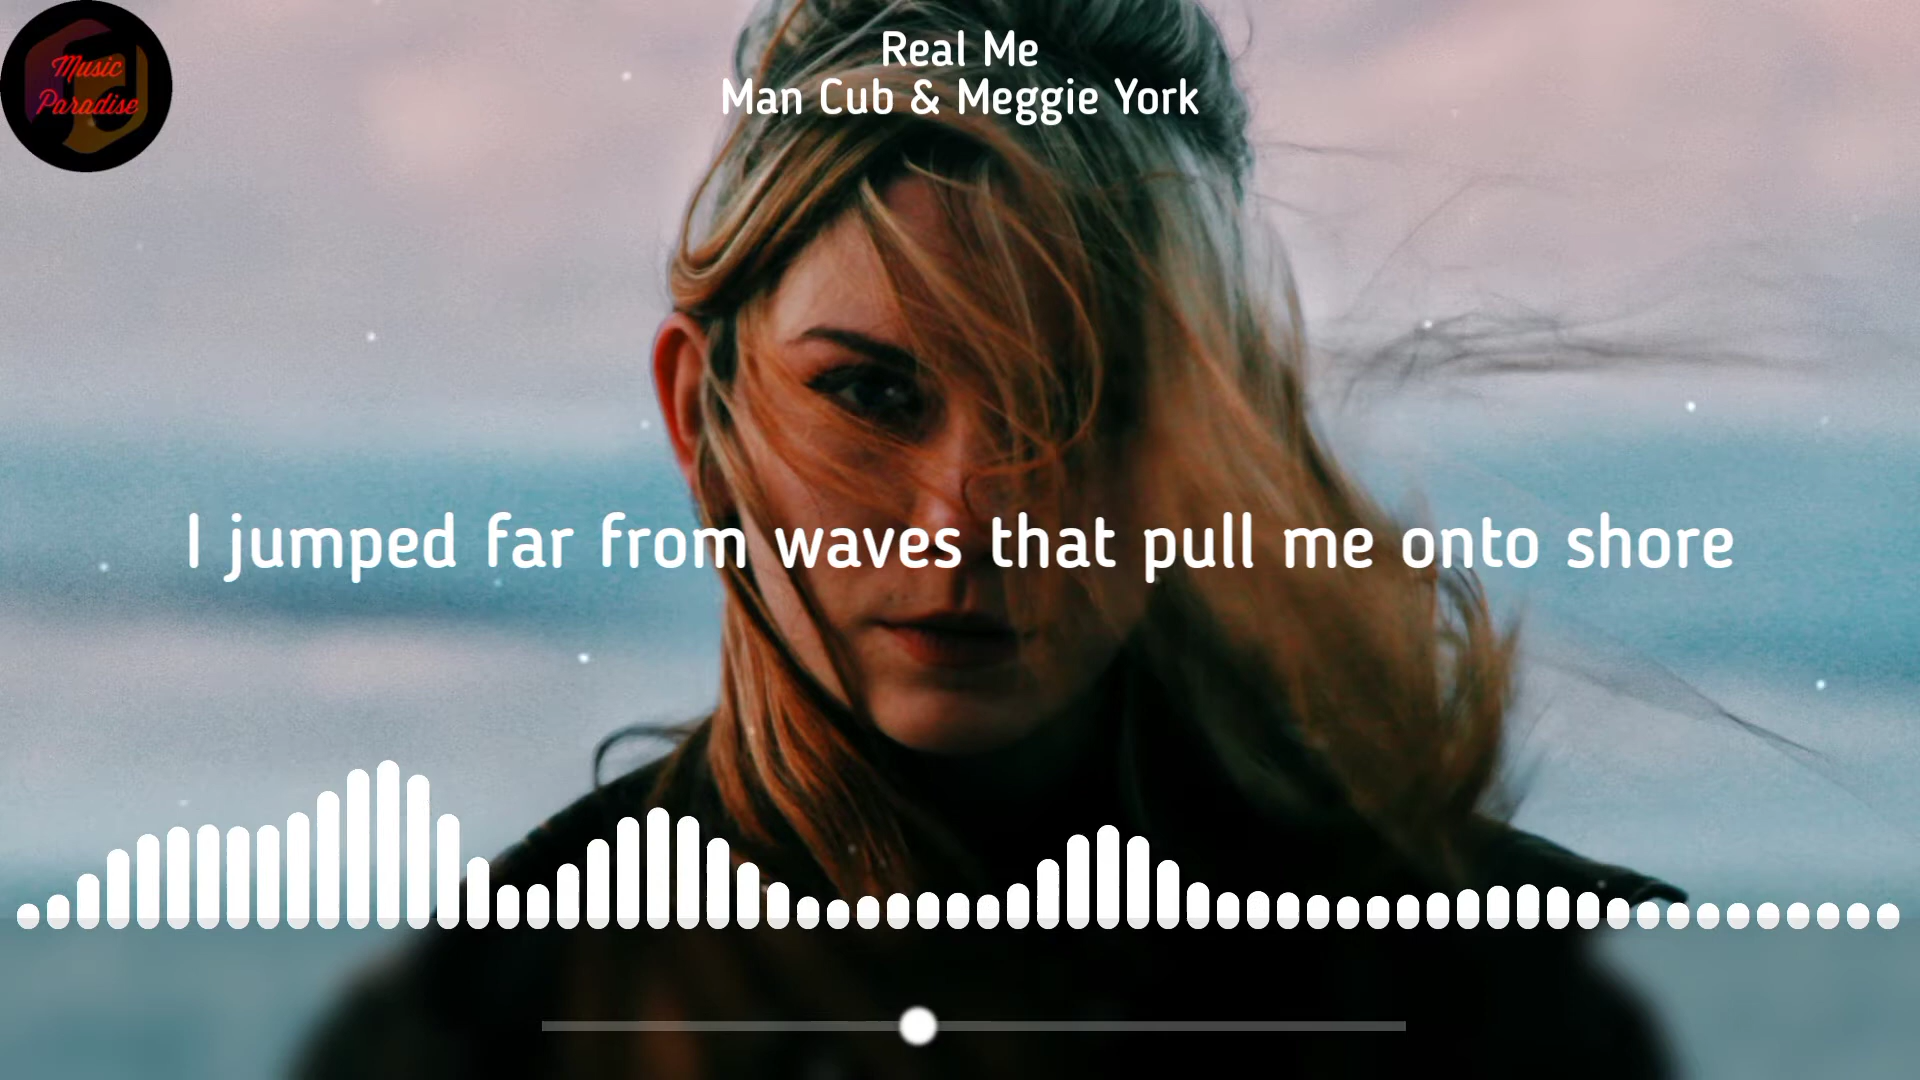 Music
Paradise
Real Me
Man Cub & Meggie York
I jumped far from waves that pull me onto shore